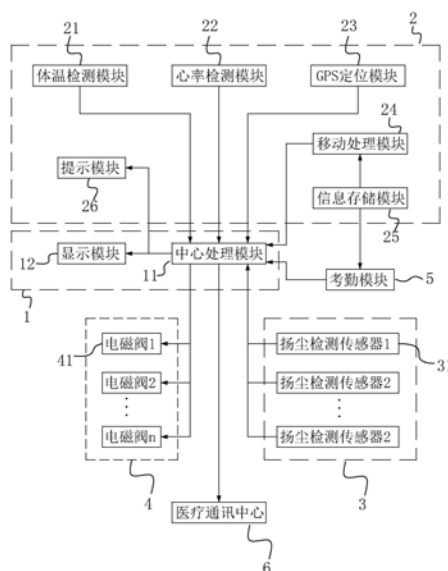 21
22
23
2
体温检测模块
心率检测模块
GPS定位模块
24
移动处理模块
提示模块
26
信息存储模块
25
显示模块
12
中心处理模块
11
考勤模块
5
1
41
电磁阀1
扬尘检测传感器1
31
电磁阀2
扬尘检测传感器2
电磁阀n
扬尘检测传感器2
4
3
医疗通讯中心
6